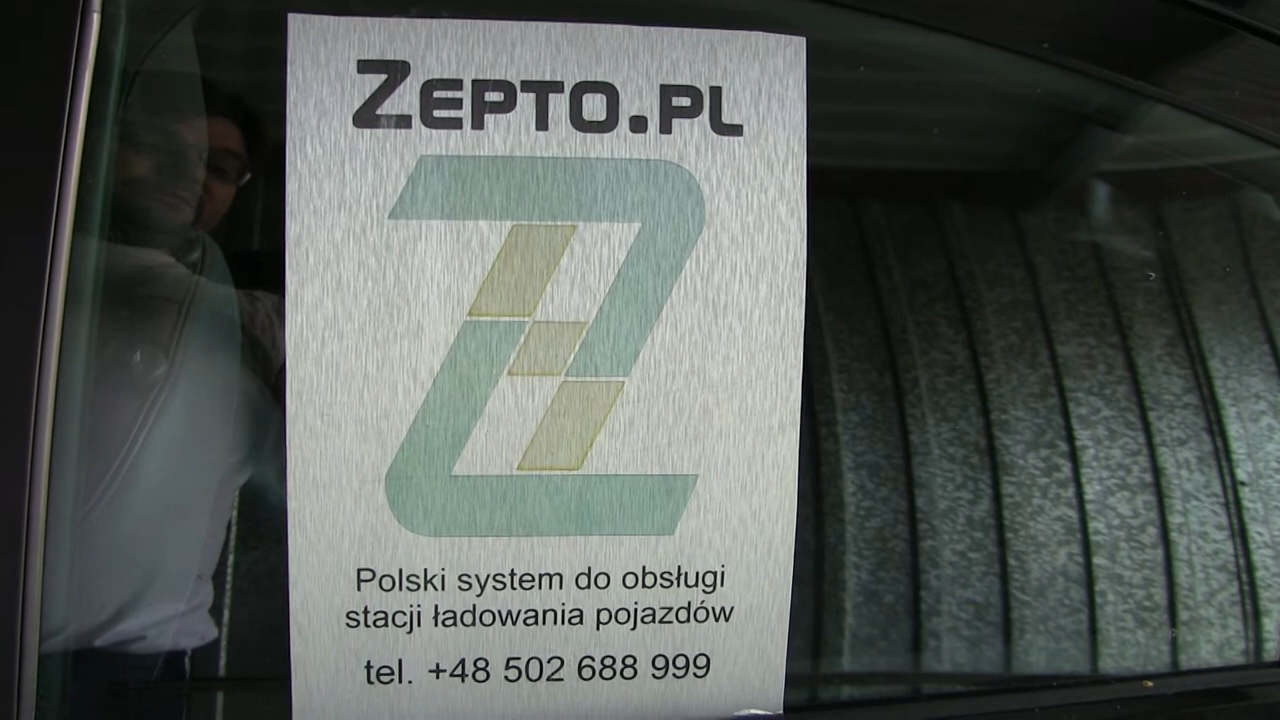 ZEPTO.PL
Polski system do obsługi
stacji ładowania pojazdów
tel. +48 502 688 999